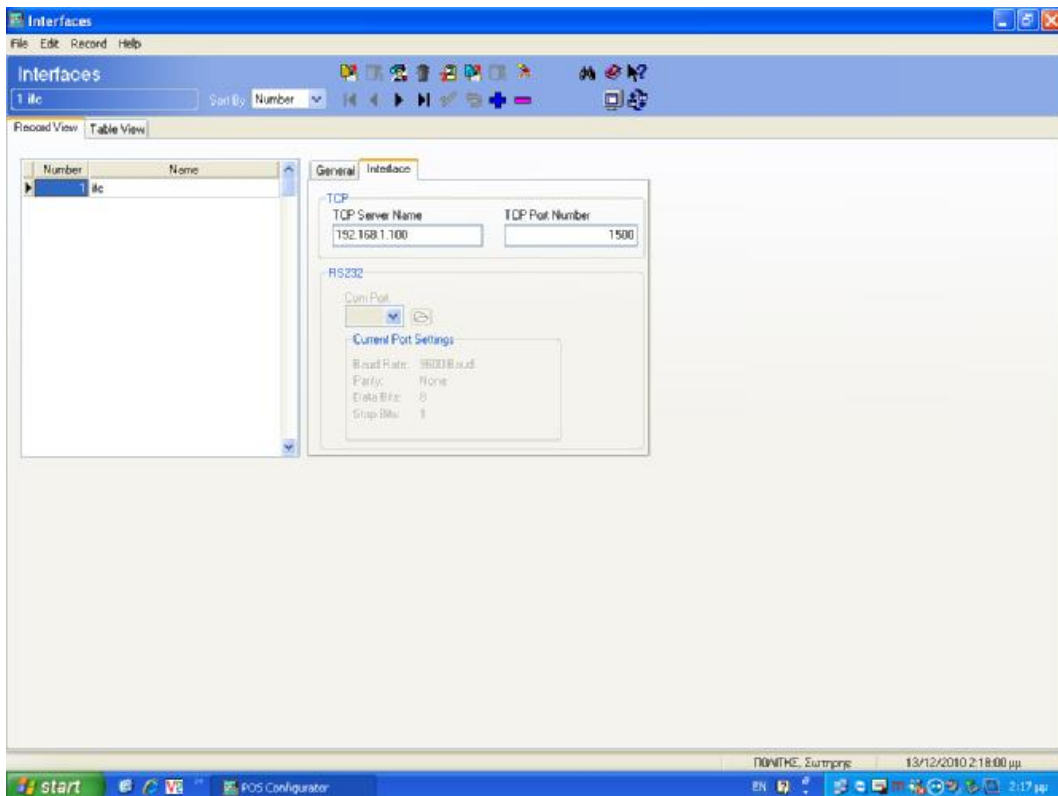 Interfaces
File Edit Record Help
Interfaces
1 ifc
Sort By Number
Record View Table View
Number Name
1 ifc
General Interface
TCP
TCP Server Name TCP Port Number
192.168.1.100 1500
RS232
Com Port
Current Port Settings
Baud Rate: 9600 Baud
Parity: None
Data Bits: 8
Stop Bits: 1
Σωτηρης 13/12/2010 2:18:00 μμ
start POS Configurator EN 2:17 μμ